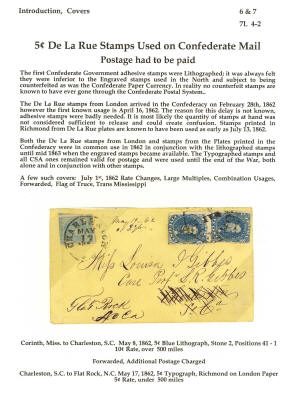 Introduction, Covers
6 & 7
7L 4-2
5¢ De La Rue Stamps Used on Confederate Mail
Postage had to be paid
The first Confederate Government adhesive stamps were Lithographed; it was always felt
they were inferior to the Engraved stamps used in the North and subject to being
counterfeited as was the Confederate Paper Currency. In reality no counterfeit stamps are
known to have ever gone through the Confederate Postal System..
The De La Rue stamps from London arrived in the Confederacy on February 28th, 1862
however the first known usage is April 16, 1862. The reason for this delay is not known,
adhesive stamps were badly needed. It is most likely the quantity of stamps at hand was
not considered sufficient to release and could create confusion. Stamps printed in
Richmond from De La Rue plates are known to have been used as early as July 13, 1862.
Both the De La Rue stamps from London and stamps from the Plates printed in the
Confederacy were in common use in 1862 in conjunction with the lithographed stamps
until mid 1863 when the engraved stamps became available. The Typographed stamps and
all CSA ones remained valid for postage and were used until the end of the War, both
alone and in conjunction with other stamps.
A few such covers: July 1st, 1862 Rate Changes, Large Multiples, Combination Usages,
Forwarded, Flag of Truce, Trans Mississippi
MAY
Miss Louisa J Gibbes
Care Prof. L. R. Gibbes
Flat Rock
No Ca
Corinth, Miss. to Charleston, S.C. May 8, 1862, 5¢ Blue Lithograph, Stone 2, Positions 41 - 1
10¢ Rate, over 500 miles
Forwarded, Additional Postage Charged
Charleston, S.C. to Flat Rock, N.C. May 17, 1862, 5¢ Typograph, Richmond on London Paper
5¢ Rate, under 500 miles